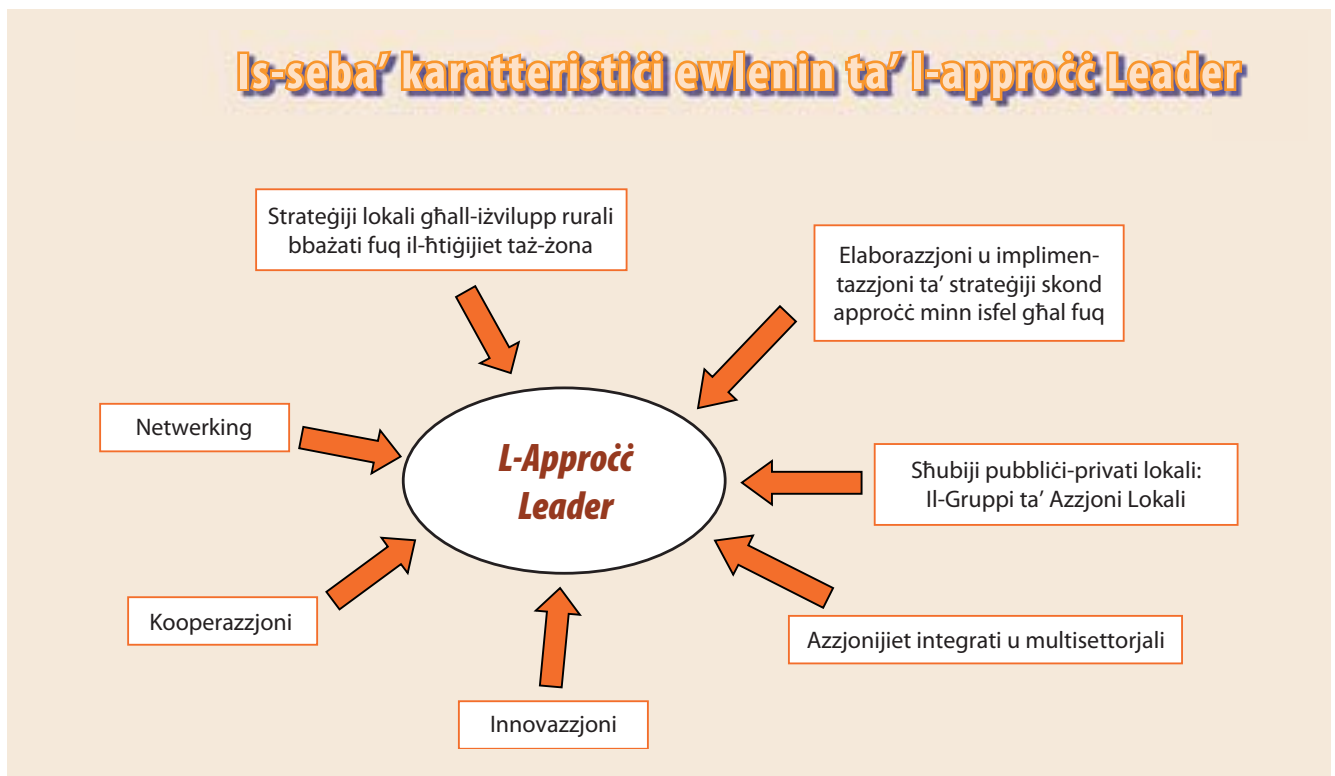 Is-seba' karatteristiċi ewlenin ta' l-approċċ Leader
Strateġiji lokali għall-iżvilupp rurali
bbażati fuq il-ħtiġijiet taż-żona
Elaborazzjoni u implimen-
tazzjoni ta' strateġiji skond
approċċ minn isfel għal fuq
Netwerking
L-Approċċ
Leader
Sħubiji pubbliċi-privati lokali:
Il-Gruppi ta' Azzjoni Lokali
Kooperazzjoni
Azzjonijiet integrati u multisettorjali
Innovazzjoni